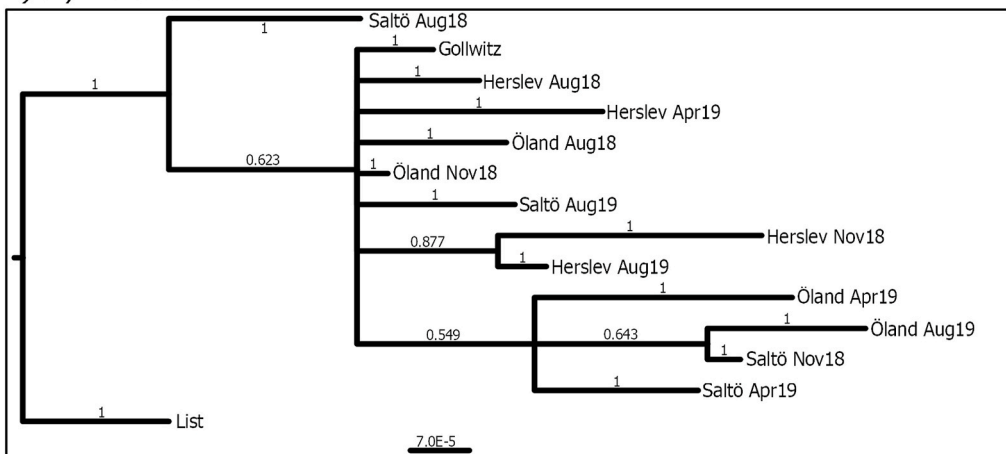 Saltö Aug18
1
1
Gollwitz
1
Herslev Aug18
1
1
Herslev Apr19
1
Öland Aug18
0.623
1
Öland Nov18
1
Saltö Aug19
1
Herslev Nov18
0.877
1
Herslev Aug19
1
Öland Apr19
1
Öland Aug19
0.549
0.643
1
Saltö Nov18
1
Saltö Apr19
1
List
7.0E-5